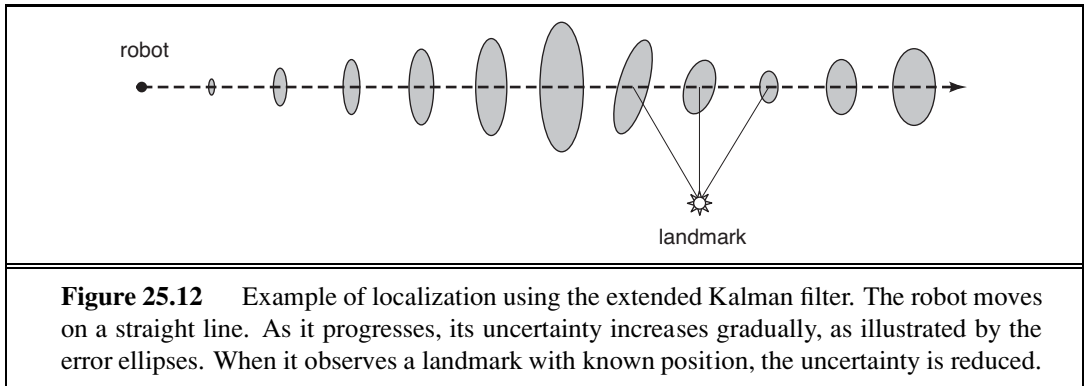 robot
landmark
Figure 25.12 Example of localization using the extended Kalman filter. The robot moves
on a straight line. As it progresses, its uncertainty increases gradually, as illustrated by the
error ellipses. When it observes a landmark with known position, the uncertainty is reduced.